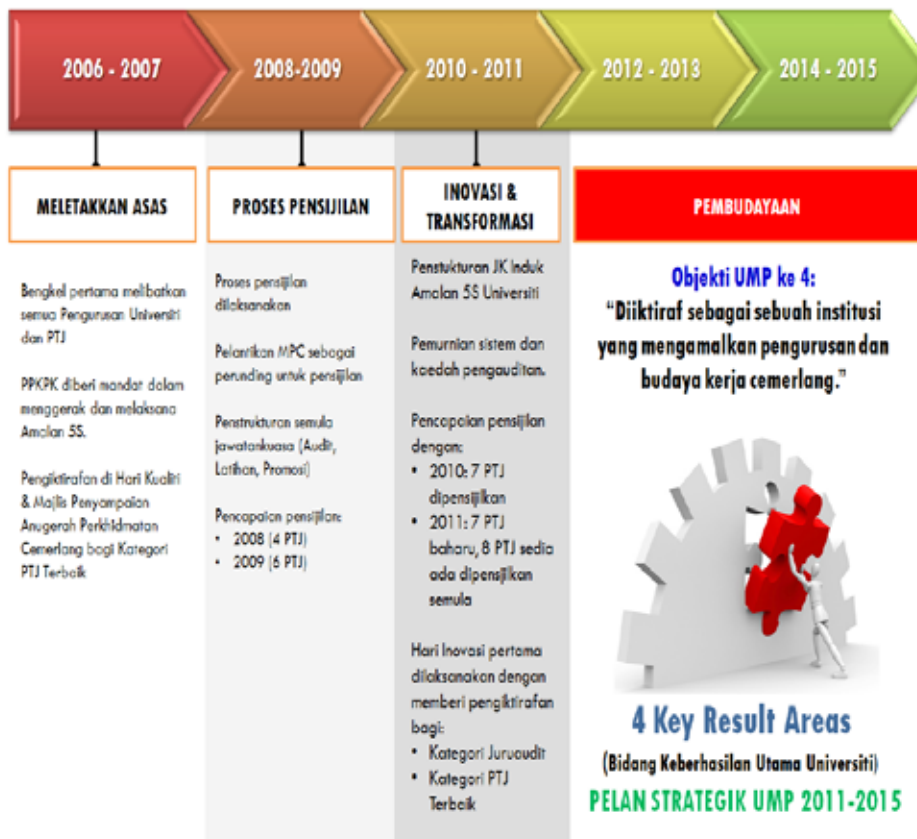 2006 - 2007
2008-2009
2010 - 2011
2012 - 2013
2014 - 2015
MELETAKKAN ASAS
Bengkel pertama melibatkan
semua Pengurusan Universiti
dan PTJ
PPKPK diberi mandat dalam
menggerak dan melaksana
Amalan 5S.
Pengiktirafan di Hari Kualiti
& Majlis Penyampaian
Anugerah Perkhidmatan
Cemerlang bagi Kategori
PTJ Terbaik
PROSES PENSIJILAN
Proses pensijilan
dilaksanakan
Pelantikan MPC sebagai
perunding untuk pensijilan
Penstrukturan semula
jawatankuasa (Audit,
Latihan, Promosi)
Pencapaian pensijilan:
• 2008 (4 PTJ)
• 2009 (6 PTJ)
INOVASI &
TRANSFORMASI
Penstukturan JK Induk
Amalan 5S Universiti
Pemurnian sistem dan
kaedah pengauditan.
Pencapaian pensijilan
dengan:
• 2010: 7 PTJ
dipensijilkan
• 2011: 7 PTJ
baharu, 8 PTJ sedia
ada dipensijilkan
semula
Hari Inovasi pertama
dilaksanakan dengan
memberi pengiktirafan
bagi:
• Kategori Juruaudit
• Kategori PTJ
Terbaik
PEMBUDAYAAN
Objekti UMP ke 4:
“Diiktiraf sebagai sebuah institusi
yang mengamalkan pengurusan dan
budaya kerja cemerlang.”
4 Key Result Areas
(Bidang Keberhasilan Utama Universiti)
PELAN STRATEGIK UMP 2011-2015